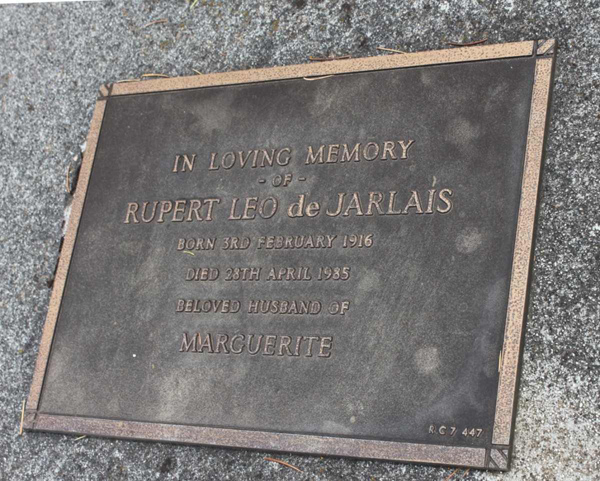 IN LOVING MEMORY
- OF -
RUPERT LEO de JARLAIS
BORN 3RD FEBRUARY 1916
DIED 28TH APRIL 1985
BELOVED HUSBAND OF
MARGUERITE
R.C 7. 447